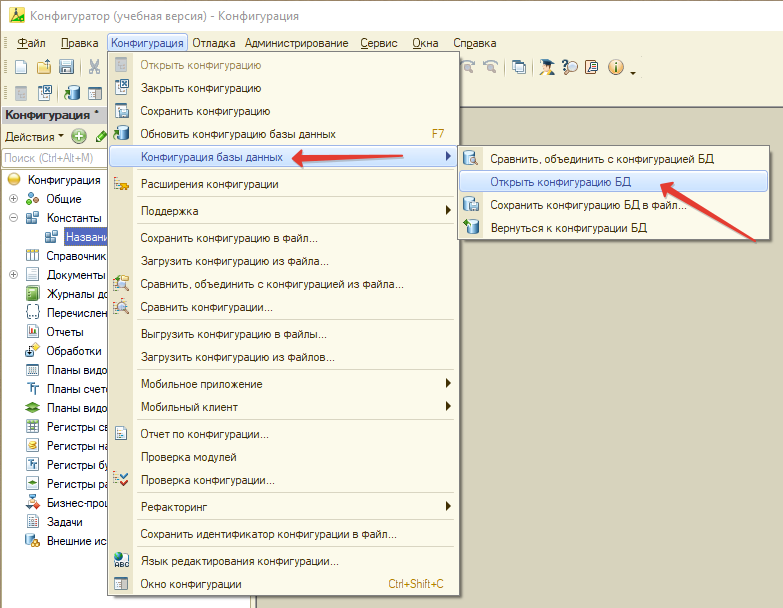 Конфигуратор (учебная версия) - Конфигурация
Файл Правка Конфигурация Отладка Администрирование Сервис Окна Справка
Конфигурация *
Действия
Поиск (Ctrl+Alt+M)
Конфигурация
Общие
Константы
Названи
Справочник
Документы
Журналы до
Перечислен
Отчеты
Обработки
Планы видо
Планы счет
Планы видо
Регистры св
Регистры на
Регистры бу
Регистры ра
Бизнес-проц
Задачи
Внешние ис
Открыть конфигурацию
Закрыть конфигурацию
Сохранить конфигурацию
Обновить конфигурацию базы данных F7
Конфигурация базы данных
Расширения конфигурации
Поддержка
Сохранить конфигурацию в файл...
Загрузить конфигурацию из файла...
Сравнить, объединить с конфигурацией из файла...
Сравнить конфигурации...
Выгрузить конфигурацию в файлы...
Загрузить конфигурацию из файлов...
Мобильное приложение
Мобильный клиент
Отчет по конфигурации...
Проверка модулей
Проверка конфигурации...
Рефакторинг
Сохранить идентификатор конфигурации в файл...
Язык редактирования конфигурации...
Окно конфигурации Ctrl+Shift+C
Сравнить, объединить с конфигурацией БД
Открыть конфигурацию БД
Сохранить конфигурацию БД в файл...
Вернуться к конфигурации БД